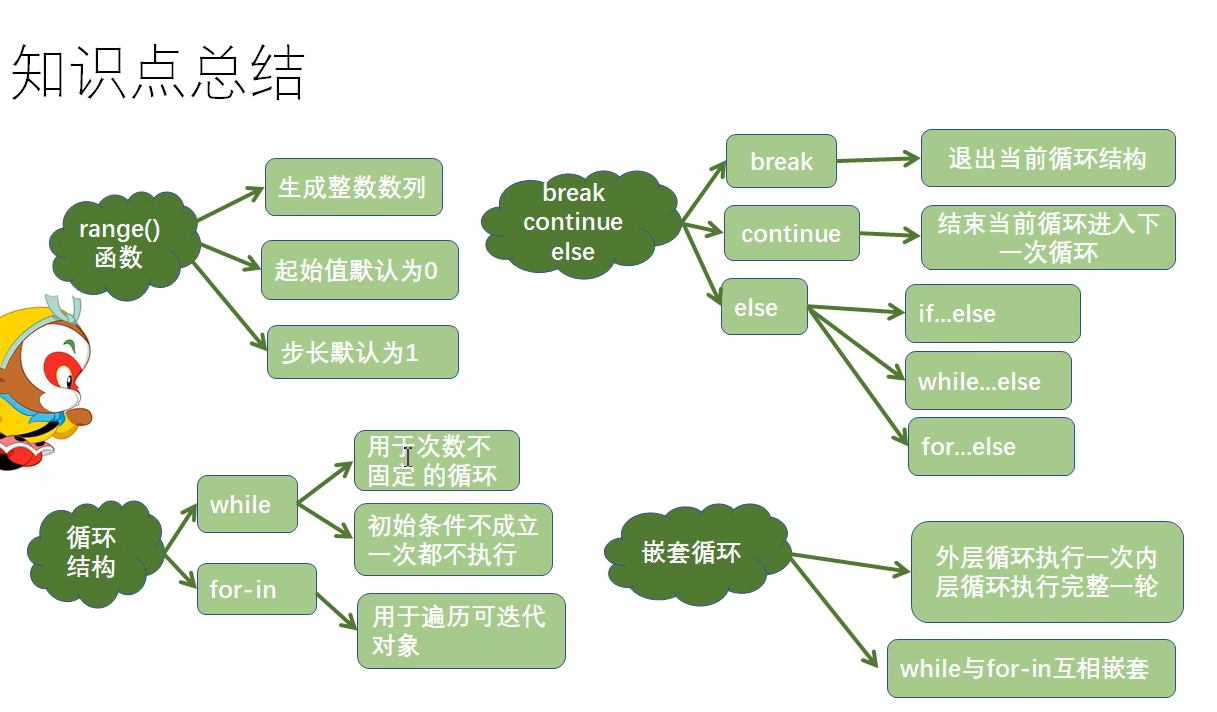 知识点总结
range()
函数
生成整数数列
起始值默认为0
步长默认为1
break
continue
else
break
退出当前循环结构
continue
结束当前循环进入下
一次循环
else
if...else
while...else
for...else
循环
结构
while
用于次数不
固定 的循环
初始条件不成立
一次都不执行
for-in
用于遍历可迭代
对象
嵌套循环
外层循环执行一次内
层循环执行完整一轮
while与for-in互相嵌套